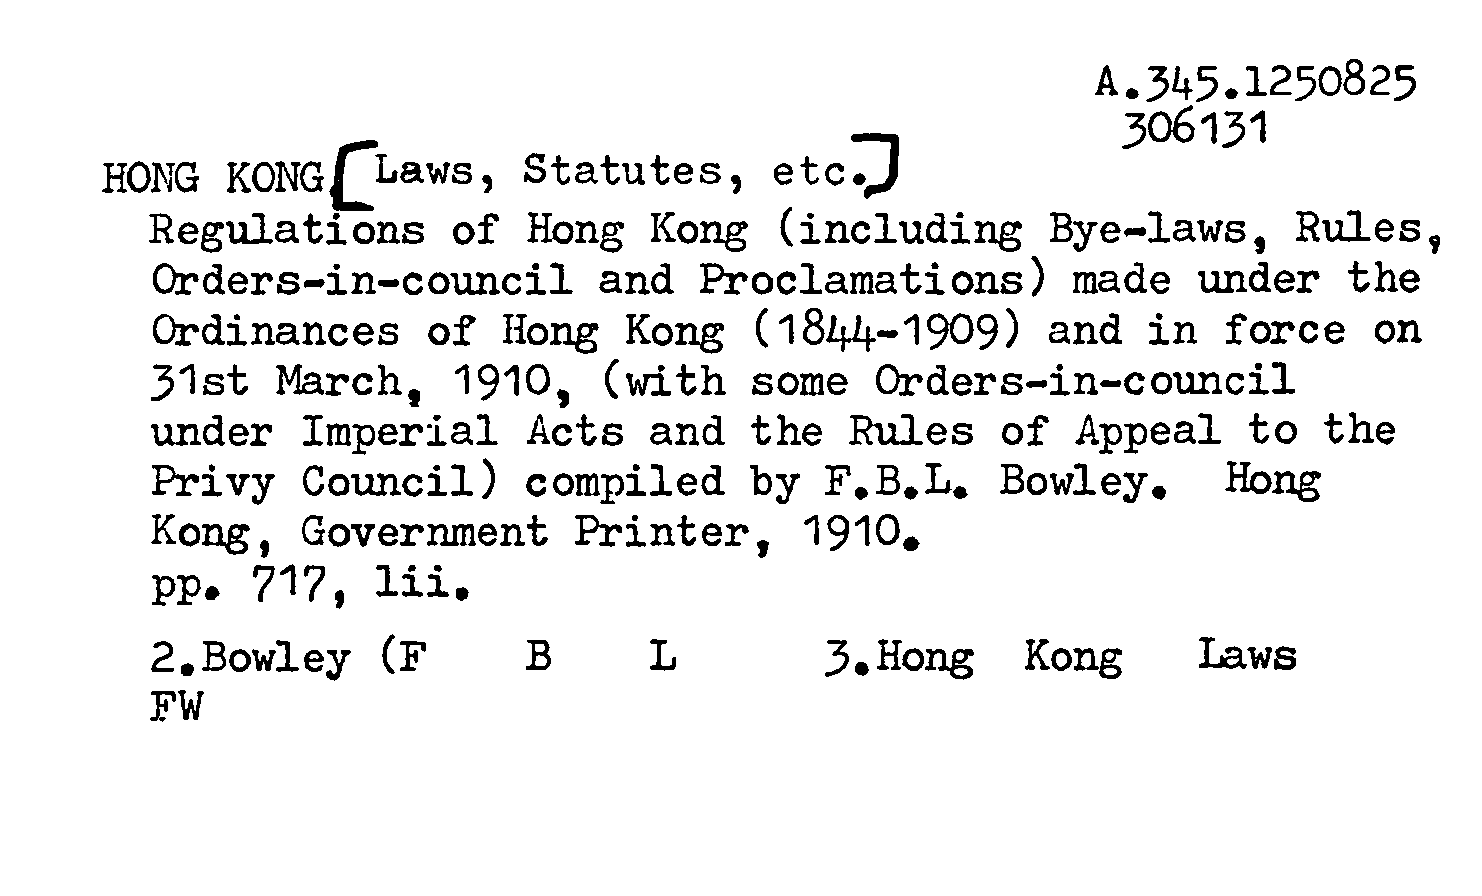 A.345.1250825
306131
HONG KONG[Laws, Statutes, etc.]
Regulations of Hong Kong (including Bye-laws, Rules,
Orders-in-council and Proclamations) made under the
Ordinances of Hong Kong (1844-1909) and in force on
31st March, 1910, (with some Orders-in-council
under Imperial Acts and the Rules of Appeal to the
Privy Council) compiled by F.B.L. Bowley. Hong
Kong, Government Printer, 1910.
pp. 717, lii.
2.Bowley (F B L 3.Hong Kong Laws
FW